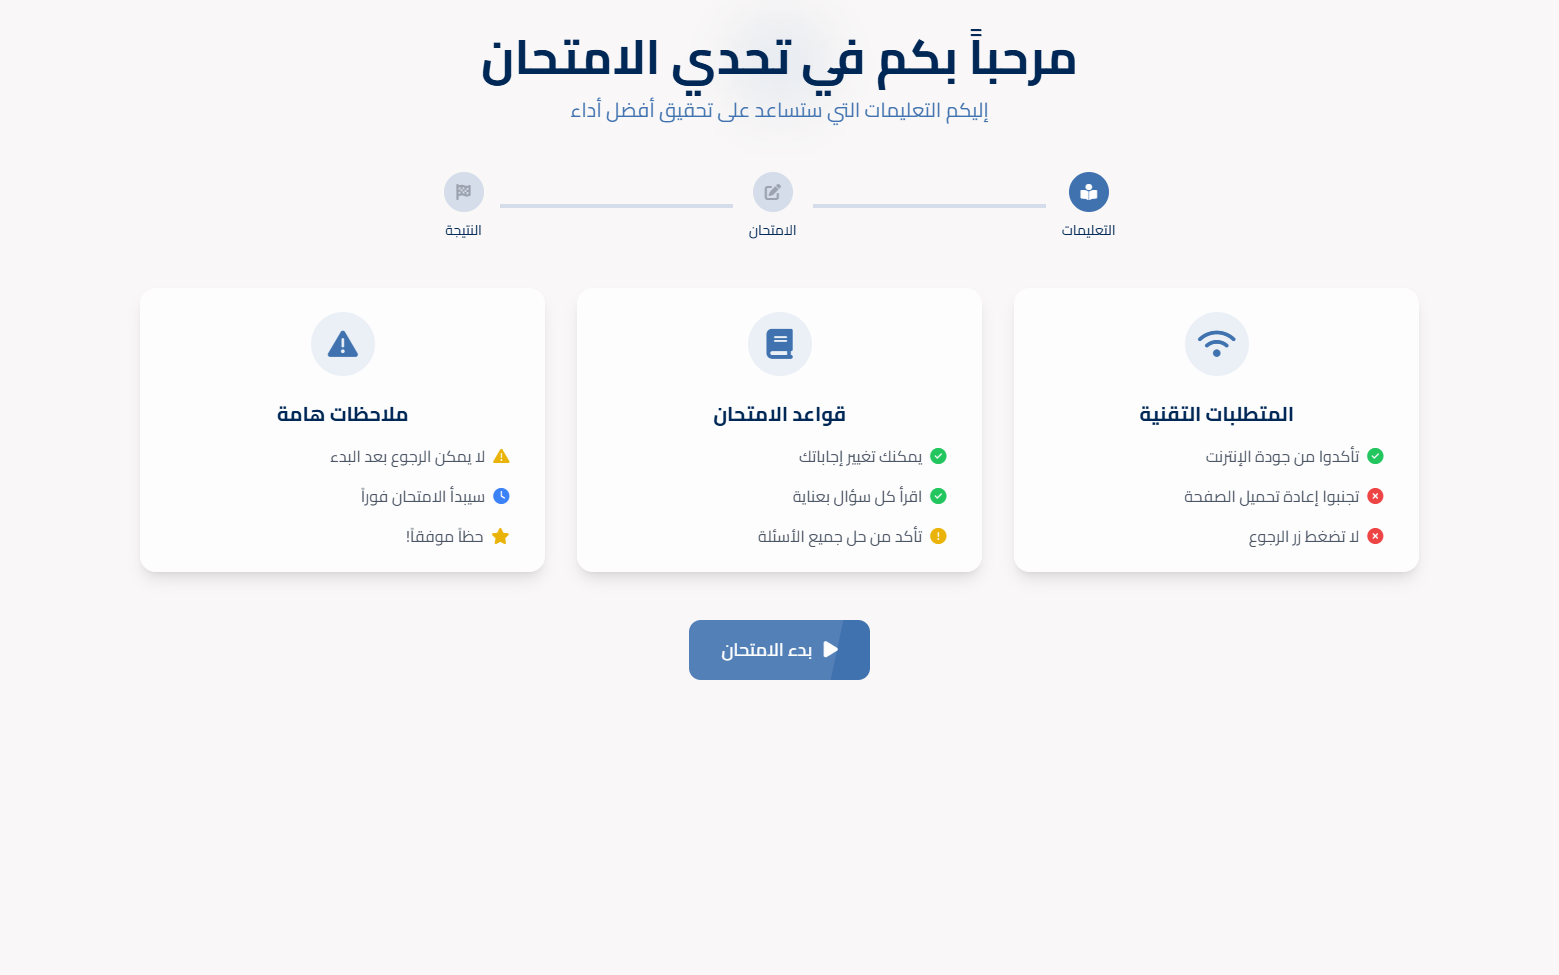 مرحباً بكم في تحدي الامتحان
إليكم التعليمات التي ستساعد على تحقيق أفضل أداء
التعليمات
الامتحان
النتيجة
المتطلبات التقنية
تأكدوا من جودة الإنترنت
تجنبوا إعادة تحميل الصفحة
لا تضغط زر الرجوع
قواعد الامتحان
يمكنك تغيير إجاباتك
اقرأ كل سؤال بعناية
تأكد من حل جميع الأسئلة
ملاحظات هامة
لا يمكن الرجوع بعد البدء
سيبدأ الامتحان فوراً
حظاً موفقاً!
بدء الامتحان